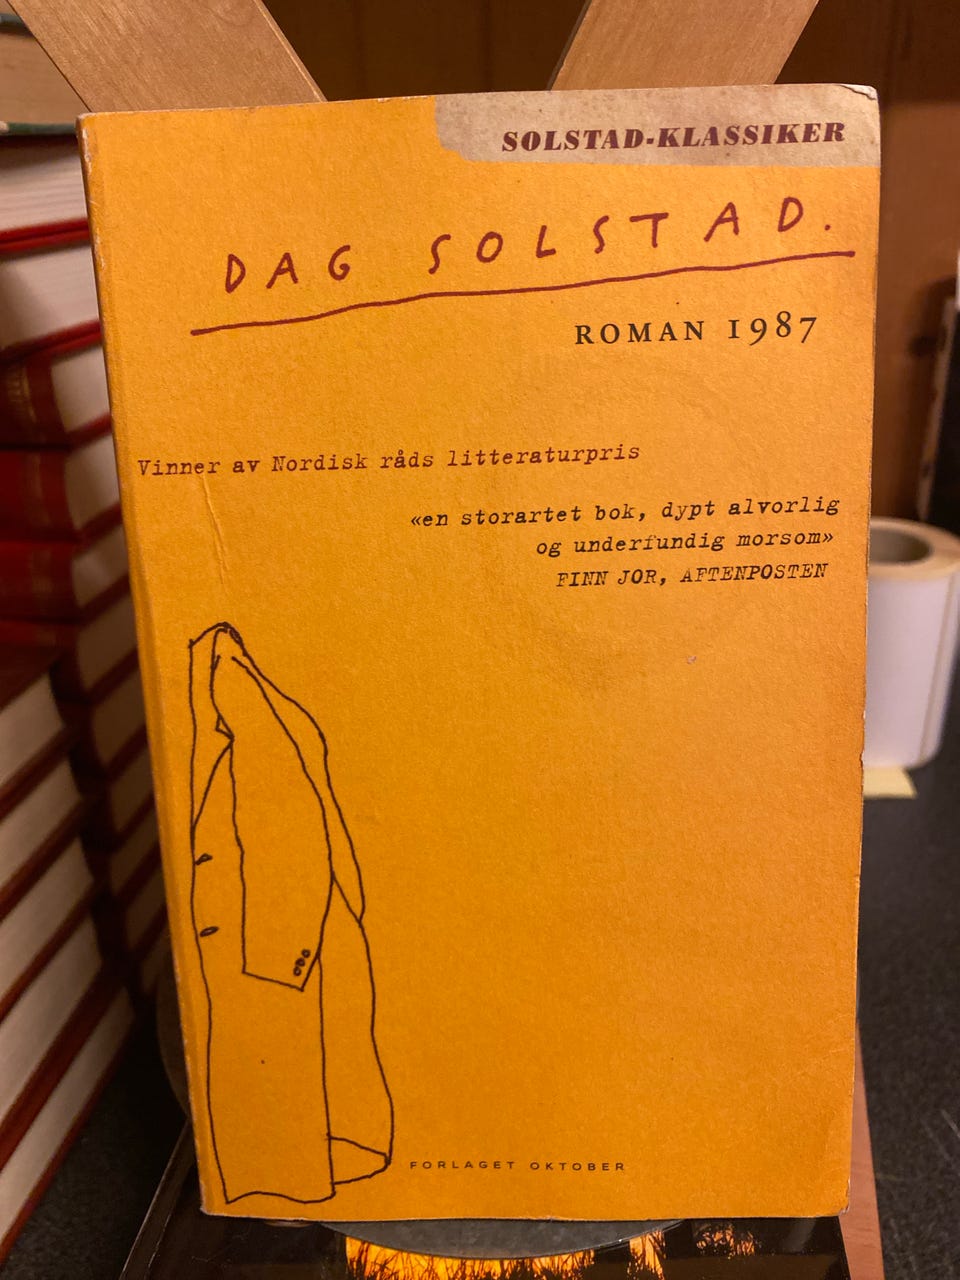 SOLSTAD-KLASSIKER
DAG SOLSTAD.
ROMAN 1987
Vinner av Nordisk råds litteraturpris
«en storartet bok, dypt alvorlig
og underfundig morsom»
FINN JOR, AFTENPOSTEN
FORLAGET OKTOBER